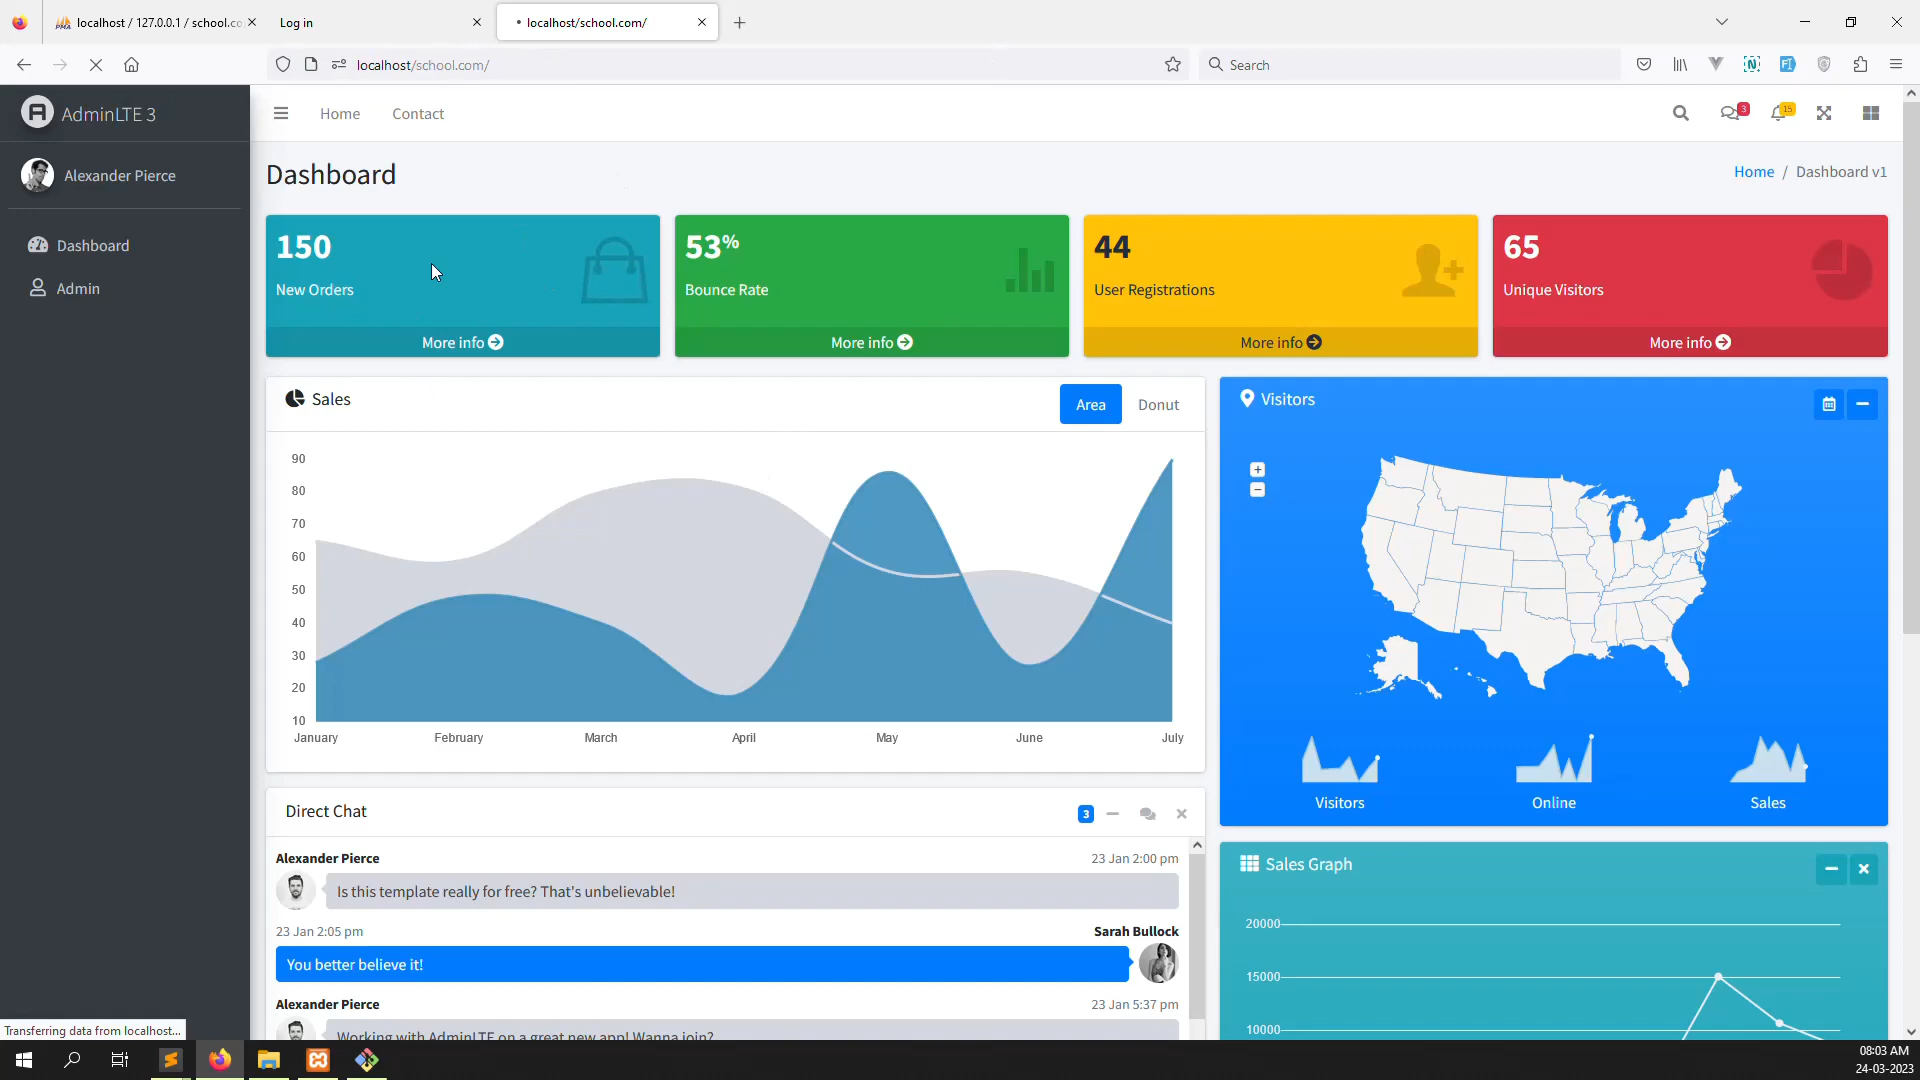 localhost / 127.0.0.1 / school.co
Log in
localhost/school.com/
localhost/school.com/
Search
AdminLTE 3
Home
Contact
3
15
Alexander Pierce
Dashboard
Home / Dashboard v1
Dashboard
Admin
150
New Orders
More info
53%
Bounce Rate
More info
44
User Registrations
More info
65
Unique Visitors
More info
Sales
Area
Donut
90
80
70
60
50
40
30
20
10
January
February
March
April
May
June
July
Visitors
+
−
Visitors
Online
Sales
Direct Chat
3
Alexander Pierce
23 Jan 2:00 pm
Is this template really for free? That's unbelievable!
23 Jan 2:05 pm
Sarah Bullock
You better believe it!
Alexander Pierce
23 Jan 5:37 pm
Working with AdminLTE on a great new app! Wanna join?
Sales Graph
20000
15000
10000
Transferring data from localhost...
08:03 AM
24-03-2023